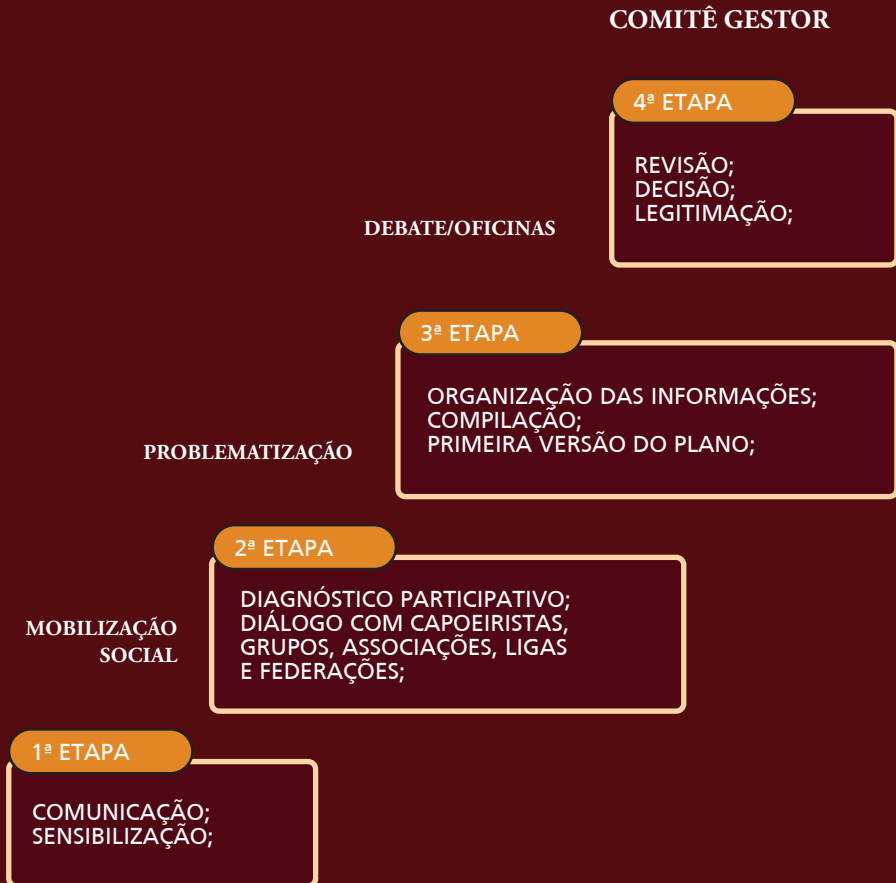 COMITÊ GESTOR
4ª ETAPA
REVISÃO;
DECISÃO;
LEGITIMAÇÃO;
DEBATE/OFICINAS
3ª ETAPA
ORGANIZAÇÃO DAS INFORMAÇÕES;
COMPILAÇÃO;
PRIMEIRA VERSÃO DO PLANO;
PROBLEMATIZAÇÃO
2ª ETAPA
DIAGNÓSTICO PARTICIPATIVO;
DIÁLOGO COM CAPOEIRISTAS,
GRUPOS, ASSOCIAÇÕES, LIGAS
E FEDERAÇÕES;
MOBILIZAÇÃO
SOCIAL
1ª ETAPA
COMUNICAÇÃO;
SENSIBILIZAÇÃO;